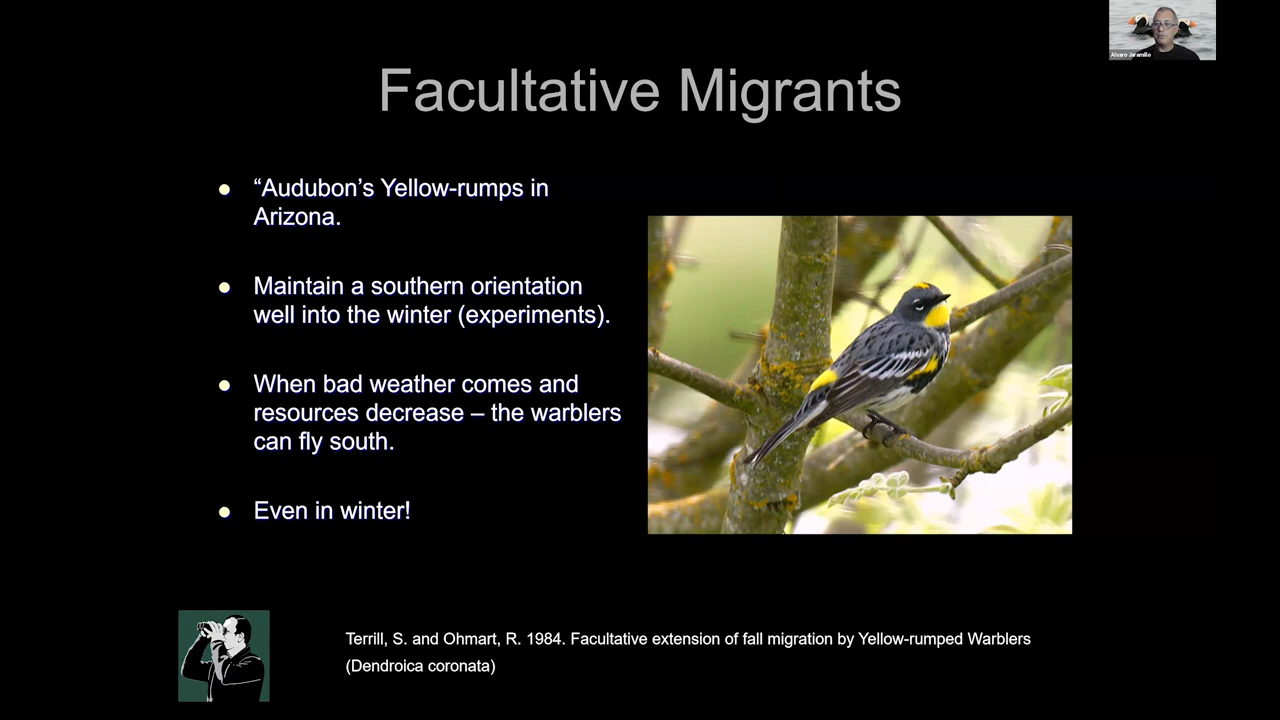 Alvaro Jaramillo
Facultative Migrants
● “Audubon’s Yellow-rumps in
Arizona.
● Maintain a southern orientation
well into the winter (experiments).
● When bad weather comes and
resources decrease – the warblers
can fly south.
● Even in winter!
Terrill, S. and Ohmart, R. 1984. Facultative extension of fall migration by Yellow-rumped Warblers
(Dendroica coronata)